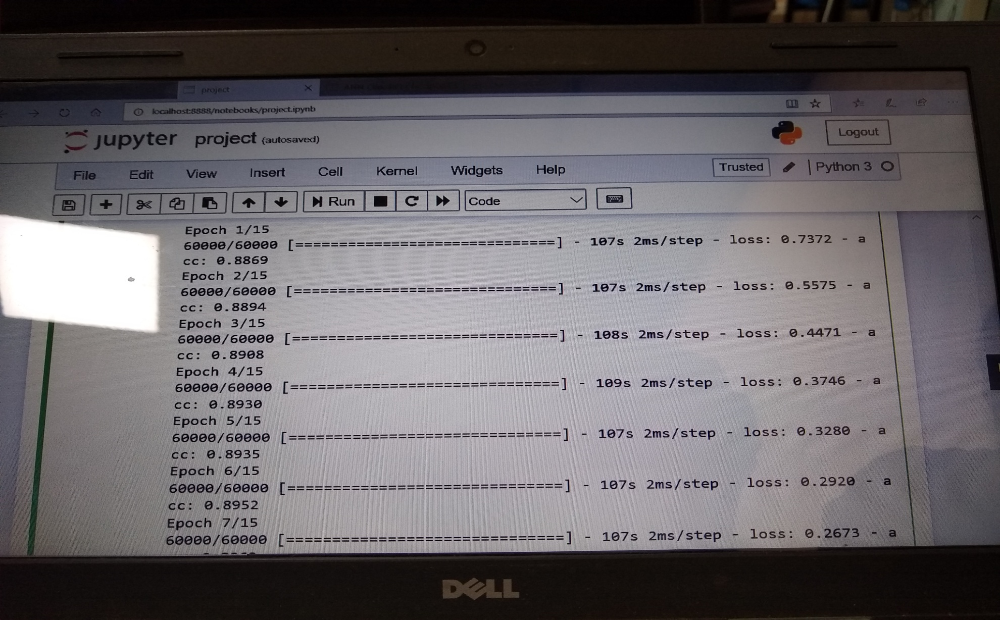 project
localhost:8888/notebooks/project.ipynb
jupyter project (autosaved)
Logout
File Edit View Insert Cell Kernel Widgets Help
Trusted | Python 3
Run Code
Epoch 1/15
60000/60000 [==============================] - 107s 2ms/step - loss: 0.7372 - a
cc: 0.8869
Epoch 2/15
60000/60000 [==============================] - 107s 2ms/step - loss: 0.5575 - a
cc: 0.8894
Epoch 3/15
60000/60000 [==============================] - 108s 2ms/step - loss: 0.4471 - a
cc: 0.8908
Epoch 4/15
60000/60000 [==============================] - 109s 2ms/step - loss: 0.3746 - a
cc: 0.8930
Epoch 5/15
60000/60000 [==============================] - 107s 2ms/step - loss: 0.3280 - a
cc: 0.8935
Epoch 6/15
60000/60000 [==============================] - 107s 2ms/step - loss: 0.2920 - a
cc: 0.8952
Epoch 7/15
60000/60000 [==============================] - 107s 2ms/step - loss: 0.2673 - a
DELL